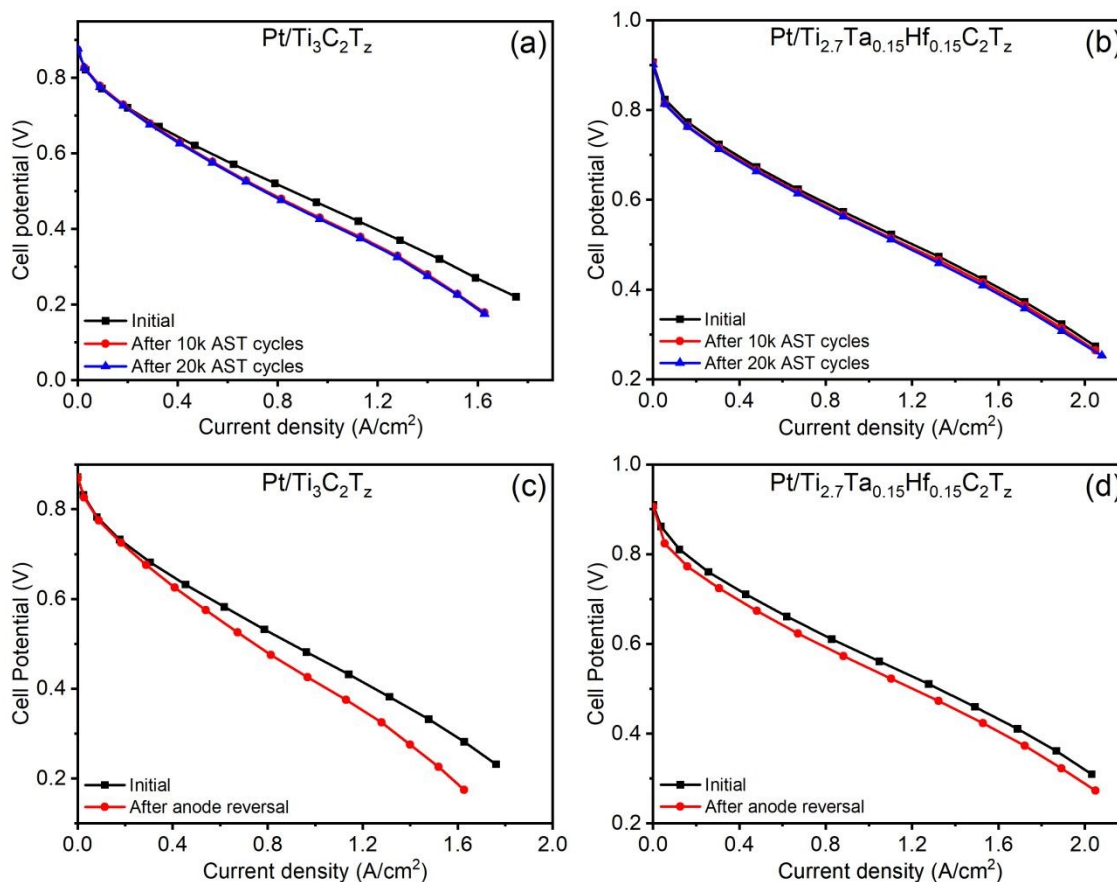 Pt/Ti₃C₂T_z
(a)
Cell potential (V)
0.8
0.6
0.4
0.2
0.0
Initial
After 10k AST cycles
After 20k AST cycles
0.0 0.4 0.8 1.2 1.6
Current density (A/cm²)
Pt/Ti₂.₇Ta₀.₁₅Hf₀.₁₅C₂T_z
(b)
Cell potential (V)
1.0
0.8
0.6
0.4
0.2
Initial
After 10k AST cycles
After 20k AST cycles
0.0 0.4 0.8 1.2 1.6 2.0
Current density (A/cm²)
Pt/Ti₃C₂T_z
(c)
Cell Potential (V)
0.8
0.6
0.4
0.2
Initial
After anode reversal
0.0 0.4 0.8 1.2 1.6 2.0
Current density (A/cm²)
Pt/Ti₂.₇Ta₀.₁₅Hf₀.₁₅C₂T_z
(d)
Cell Potential (V)
1.0
0.8
0.6
0.4
0.2
Initial
After anode reversal
0.0 0.4 0.8 1.2 1.6 2.0
Current density (A/cm²)